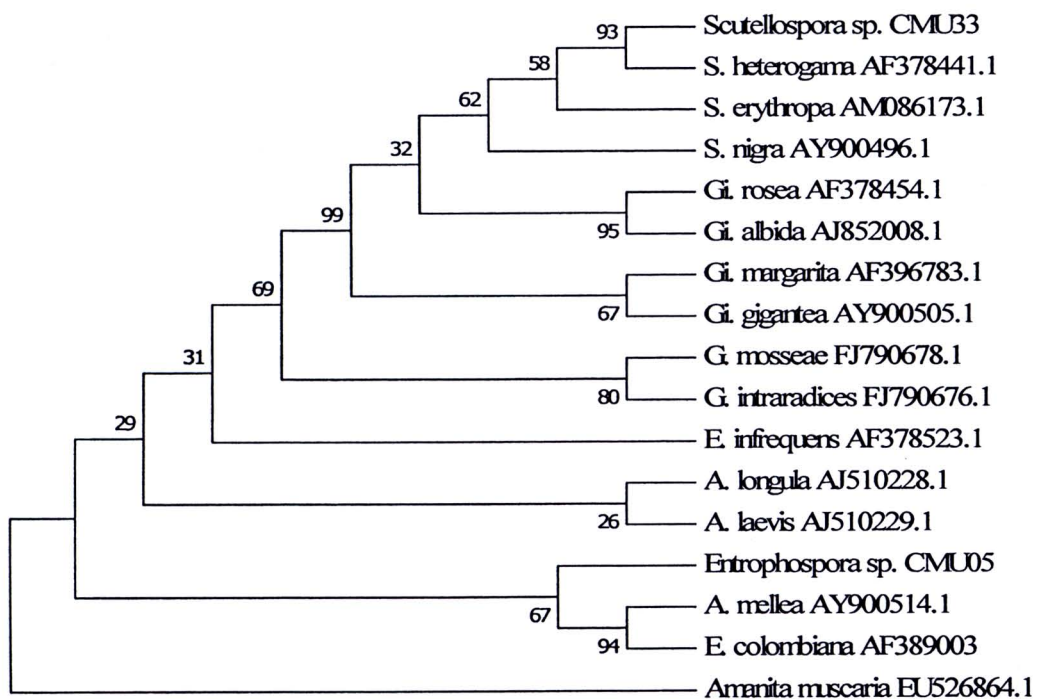 93
Scutellospora sp. CMU33
58
S. heterogama AF378441.1
62
S. erythropa AM086173.1
32
S. nigra AY900496.1
Gi. rosea AF378454.1
99
95
Gi. albida AJ852008.1
69
Gi. margarita AF396783.1
67
Gi. gigantea AY900505.1
31
G. mosseae FJ790678.1
80
G. intraradices FJ790676.1
29
E. infrequens AF378523.1
A. longula AJ510228.1
26
A. laevis AJ510229.1
Entrophospora sp. CMU05
67
A. mellea AY900514.1
94
E. colombiana AF389003
Amanita muscaria EU526864.1